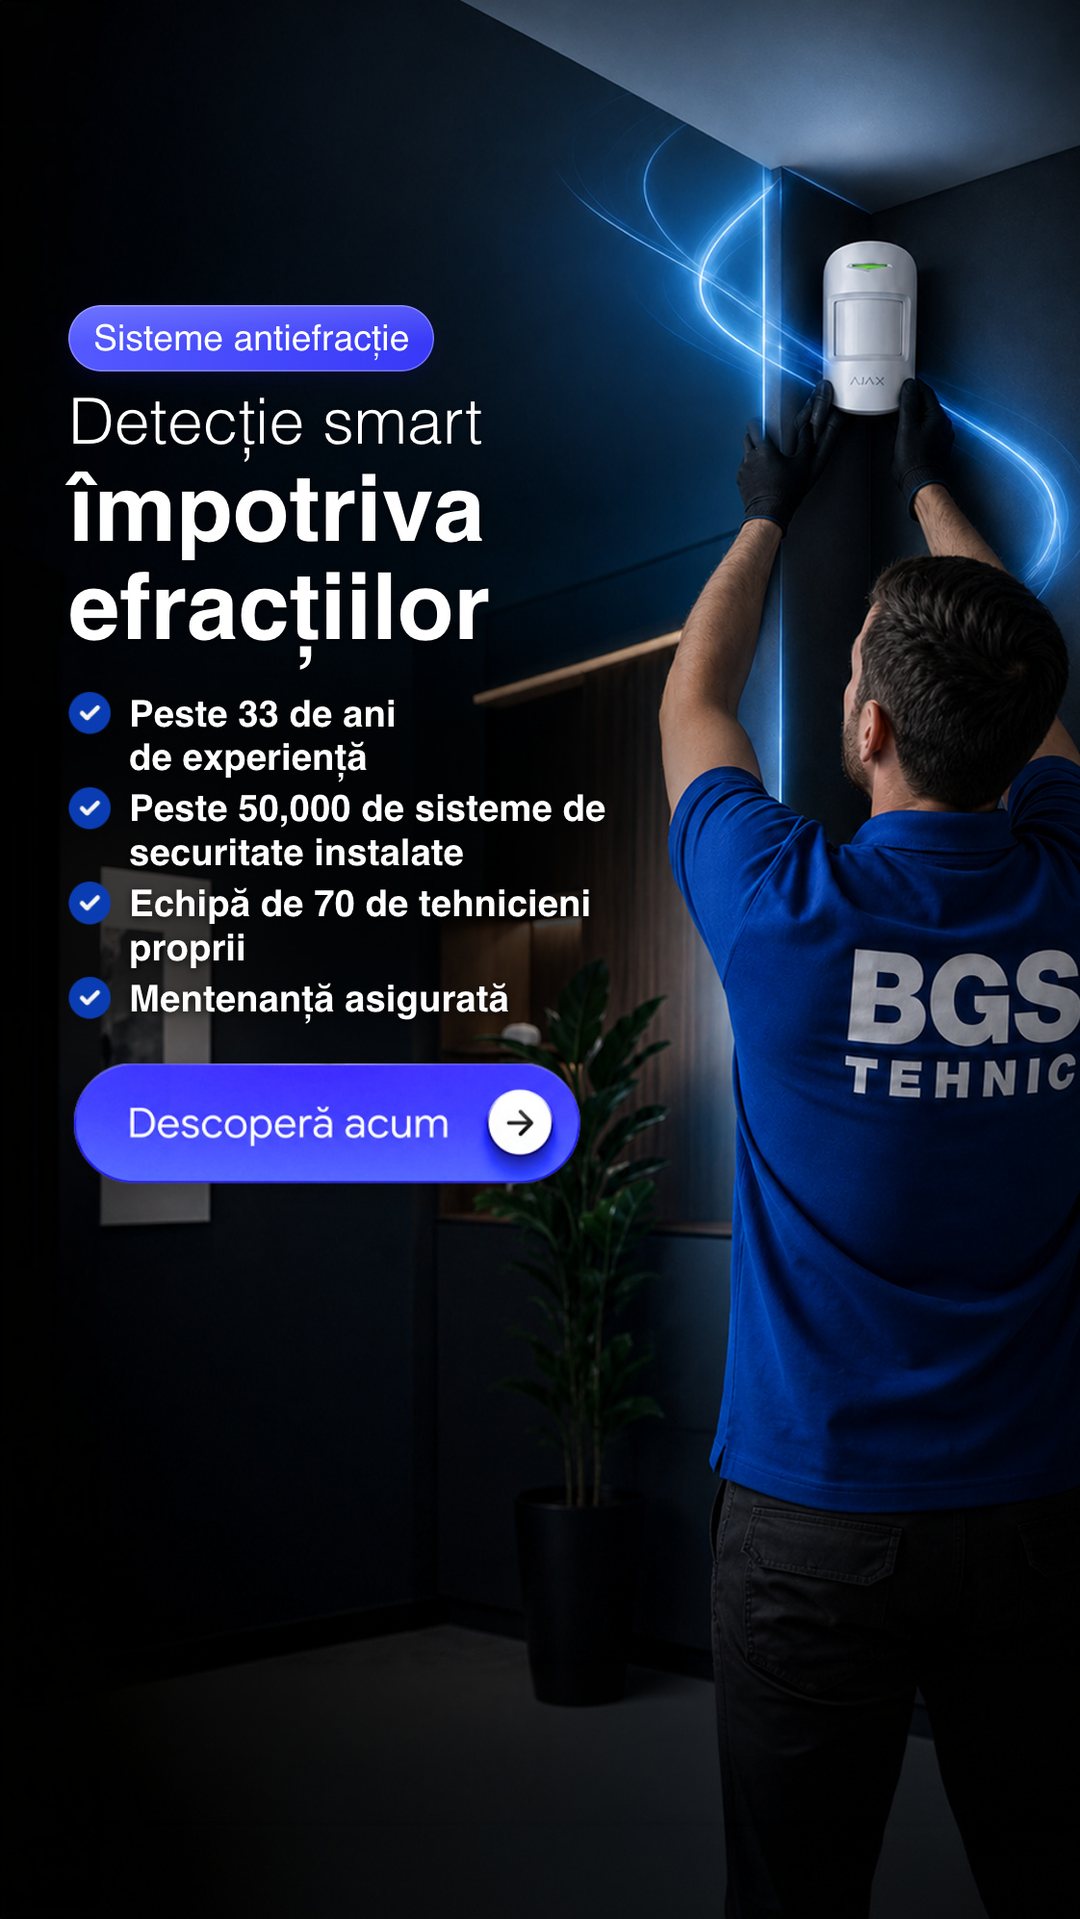 AJAX
Sisteme antiefracție
Detecție smart
împotriva
efracțiilor
Peste 33 de ani
de experiență
Peste 50,000 de sisteme de
securitate instalate
Echipă de 70 de tehnicieni
proprii
Mentenanță asigurată
Descoperă acum
BGS
TEHNIC